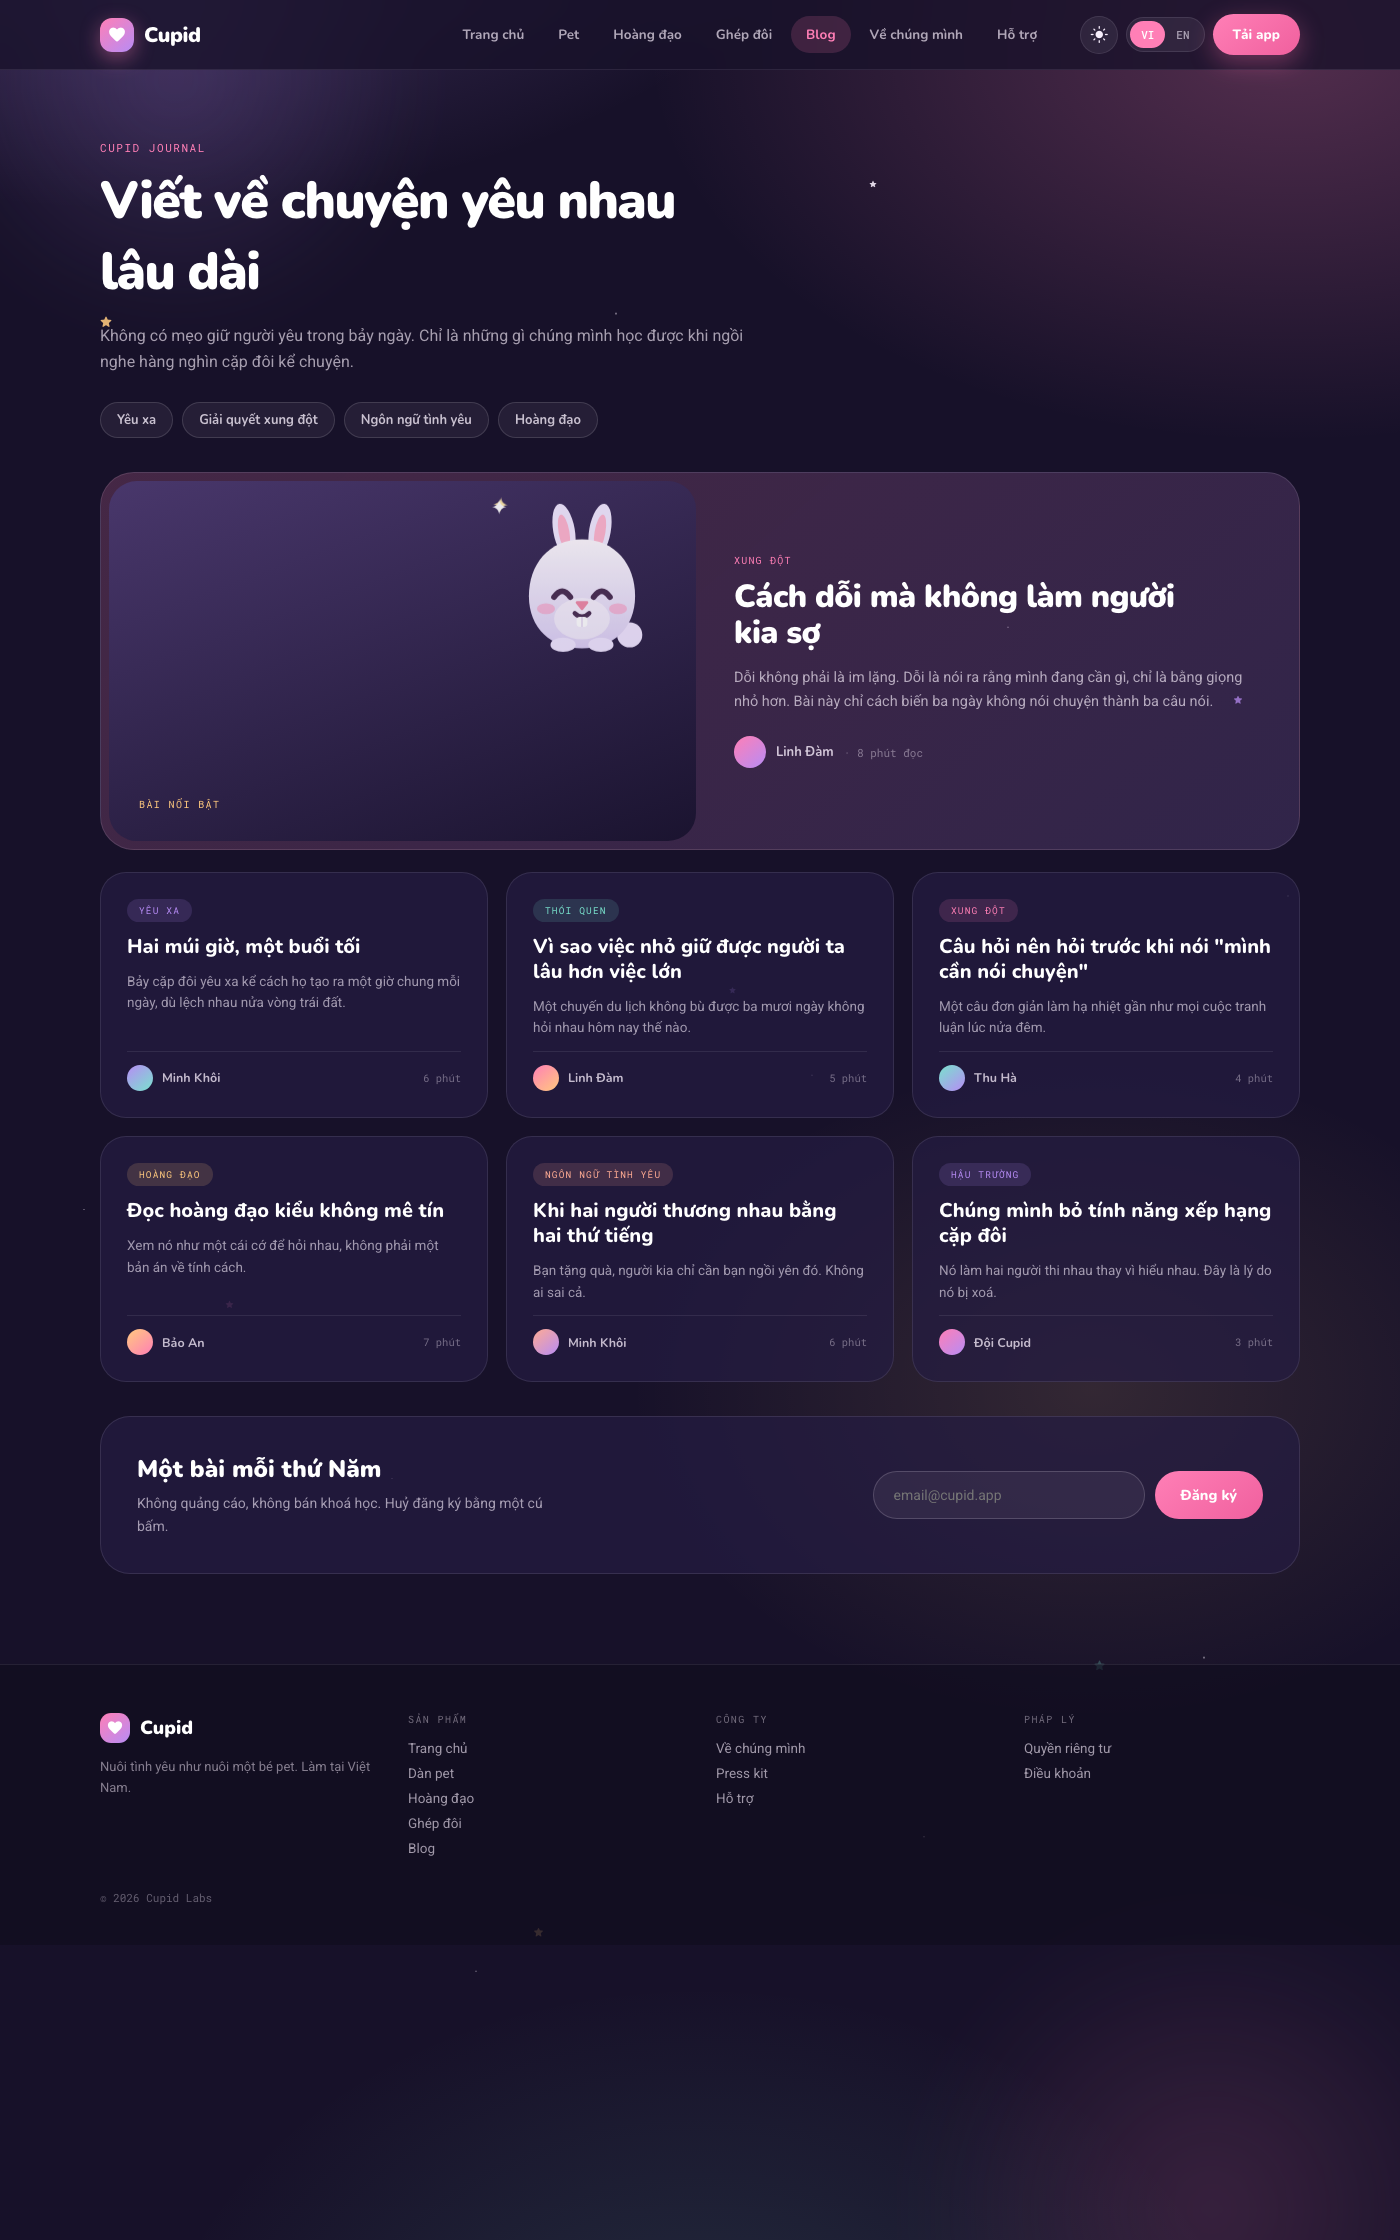 Cupid
Trang chủ
Pet
Hoàng đạo
Ghép đôi
Blog
Về chúng mình
Hỗ trợ
VI
EN
Tải app
CUPID JOURNAL
Viết về chuyện yêu nhau
lâu dài
Không có mẹo giữ người yêu trong bảy ngày. Chỉ là những gì chúng mình học được khi ngồi
nghe hàng nghìn cặp đôi kể chuyện.
Yêu xa
Giải quyết xung đột
Ngôn ngữ tình yêu
Hoàng đạo
BÀI NỔI BẬT
XUNG ĐỘT
Cách dỗi mà không làm người
kia sợ
Dỗi không phải là im lặng. Dỗi là nói ra rằng mình đang cần gì, chỉ là bằng giọng
nhỏ hơn. Bài này chỉ cách biến ba ngày không nói chuyện thành ba câu nói.
Linh Đàm · 8 phút đọc
YÊU XA
Hai múi giờ, một buổi tối
Bảy cặp đôi yêu xa kể cách họ tạo ra một giờ chung mỗi
ngày, dù lệch nhau nửa vòng trái đất.
Minh Khôi
6 phút
THÓI QUEN
Vì sao việc nhỏ giữ được người ta
lâu hơn việc lớn
Một chuyến du lịch không bù được ba mươi ngày không
hỏi nhau hôm nay thế nào.
Linh Đàm
5 phút
XUNG ĐỘT
Câu hỏi nên hỏi trước khi nói "mình
cần nói chuyện"
Một câu đơn giản làm hạ nhiệt gần như mọi cuộc tranh
luận lúc nửa đêm.
Thu Hà
4 phút
HOÀNG ĐẠO
Đọc hoàng đạo kiểu không mê tín
Xem nó như một cái cớ để hỏi nhau, không phải một
bản án về tính cách.
Bảo An
7 phút
NGÔN NGỮ TÌNH YÊU
Khi hai người thương nhau bằng
hai thứ tiếng
Bạn tặng quà, người kia chỉ cần bạn ngồi yên đó. Không
ai sai cả.
Minh Khôi
6 phút
HẬU TRƯỜNG
Chúng mình bỏ tính năng xếp hạng
cặp đôi
Nó làm hai người thi nhau thay vì hiểu nhau. Đây là lý do
nó bị xoá.
Đội Cupid
3 phút
Một bài mỗi thứ Năm
Không quảng cáo, không bán khoá học. Huỷ đăng ký bằng một cú
bấm.
email@cupid.app
Đăng ký
Cupid
Nuôi tình yêu như nuôi một bé pet. Làm tại Việt
Nam.
SẢN PHẨM
Trang chủ
Dàn pet
Hoàng đạo
Ghép đôi
Blog
CÔNG TY
Về chúng mình
Press kit
Hỗ trợ
PHÁP LÝ
Quyền riêng tư
Điều khoản
© 2026 Cupid Labs